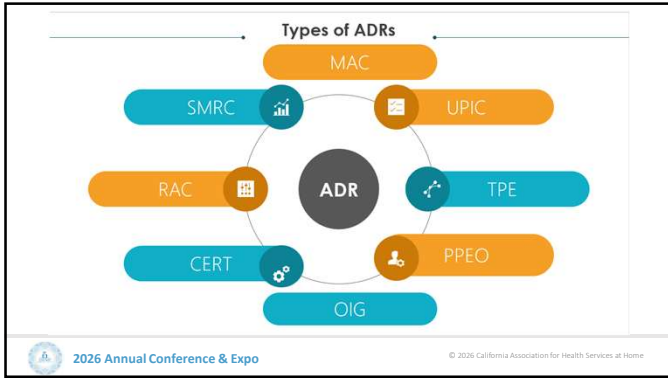 Types of ADRs
MAC
SMRC
UPIC
RAC
ADR
TPE
CERT
PPEO
OIG
2026 Annual Conference & Expo
© 2026 California Association for Health Services at Home